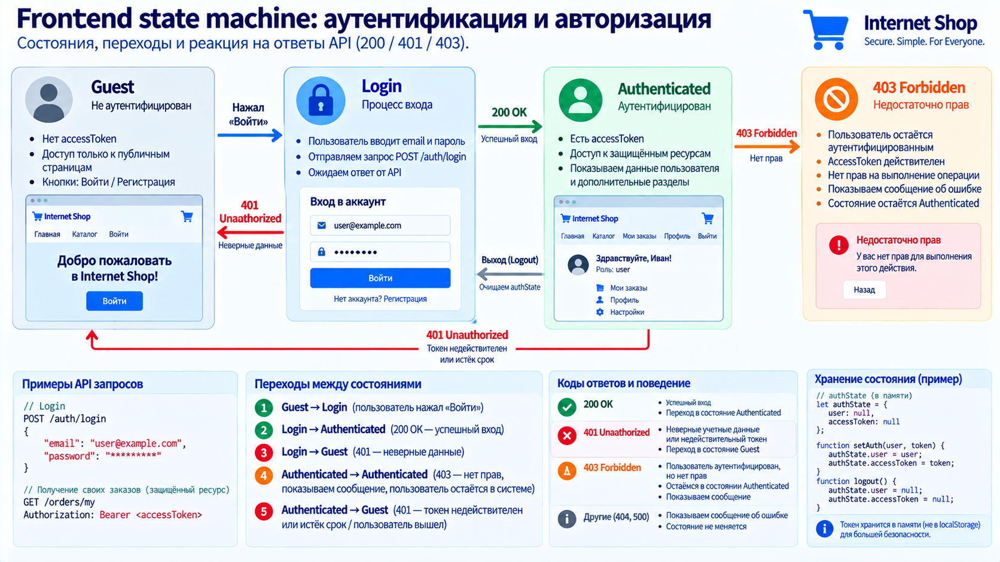 Frontend state machine: аутентификация и авторизация
Состояния, переходы и реакция на ответы API (200 / 401 / 403).
Internet Shop
Secure. Simple. For Everyone.
Guest
Не аутентифицирован
• Нет accessToken
• Доступ только к публичным
страницам
• Кнопки: Войти / Регистрация
Internet Shop
Главная Каталог Войти
Добро пожаловать
в Internet Shop!
Войти
Нажал
«Войти»
401
Unaathorized
Неверные данные
Login
Процесс входа
• Пользователь вводит email и пароль
• Отправляем запрос POST /auth/login
• Ожидаем ответ от API
Вход в аккаунт
user@example.com
••••••••
Войти
Нет аккаунта? Регистрация
200 OK
Успешный вход
Выход (Logout)
Очищаем authState
Authenticated
Аутентифицирован
• Есть accessToken
• Доступ к защищённым ресурсам
• Показываем данные пользователя
и дополнительные разделы
Internet Shop
Главная Каталог Мои заказы Профиль Выйти
Здравствуйте, Иван!
Роль: user
Мои заказы
Профиль
Настройки
403 Forbidden
Нет прав
403 Forbidden
Недостаточно прав
• Пользователь остаётся
аутентифицированным
• AccessToken действителен
• Нет прав на выполнение операции
• Показываем сообщение об ошибке
• Состояние остаётся Authenticated
Недостаточно прав
У вас нет прав для выполнения
этого действия.
Назад
401 Unauthorized
Токен недействителен
или истёк срок
Примеры API запросов
// Login
POST /auth/login
{
"email": "user@example.com",
"password": "*********"
}
// Получение своих заказов (защищённый ресурс)
GET /orders/my
Authorization: Bearer <accessToken>
Переходы между состояниями
1 Guest → Login (пользователь нажал «Войти»)
2 Login → Authenticated (200 OK — успешный вход)
3 Login → Guest (401 — неверные данные)
4 Authenticated → Authenticated (403 — нет прав,
показываем сообщение, пользователь остаётся в системе)
5 Authenticated → Guest (401 — токен недействителен
или истёк срок / пользователь вышел)
Коды ответов и поведение
200 OK
• Успешный вход
• Переход в состояние Authenticated
401 Unaathorized
• Неверные учетные данные
или недействительный токен
• Переход в состояние Guest
403 Forbidden
• Пользователь аутентифицирован,
но нет прав
• Остаёмся в состоянии Authenticated
• Показываем сообщение
Другие (404, 500)
• Показываем сообщение об ошибке
• Состояние не меняется
Хранение состояния (пример)
// authState (в памяти)
let authState = {
user: null,
accessToken: null
};
function setAuth(user, token) {
authState.user = user;
authState.accessToken = token;
}
function logout() {
authState.user = null;
authState.accessToken = null;
}
Токен хранится в памяти (не в localStorage)
для большей безопасности.